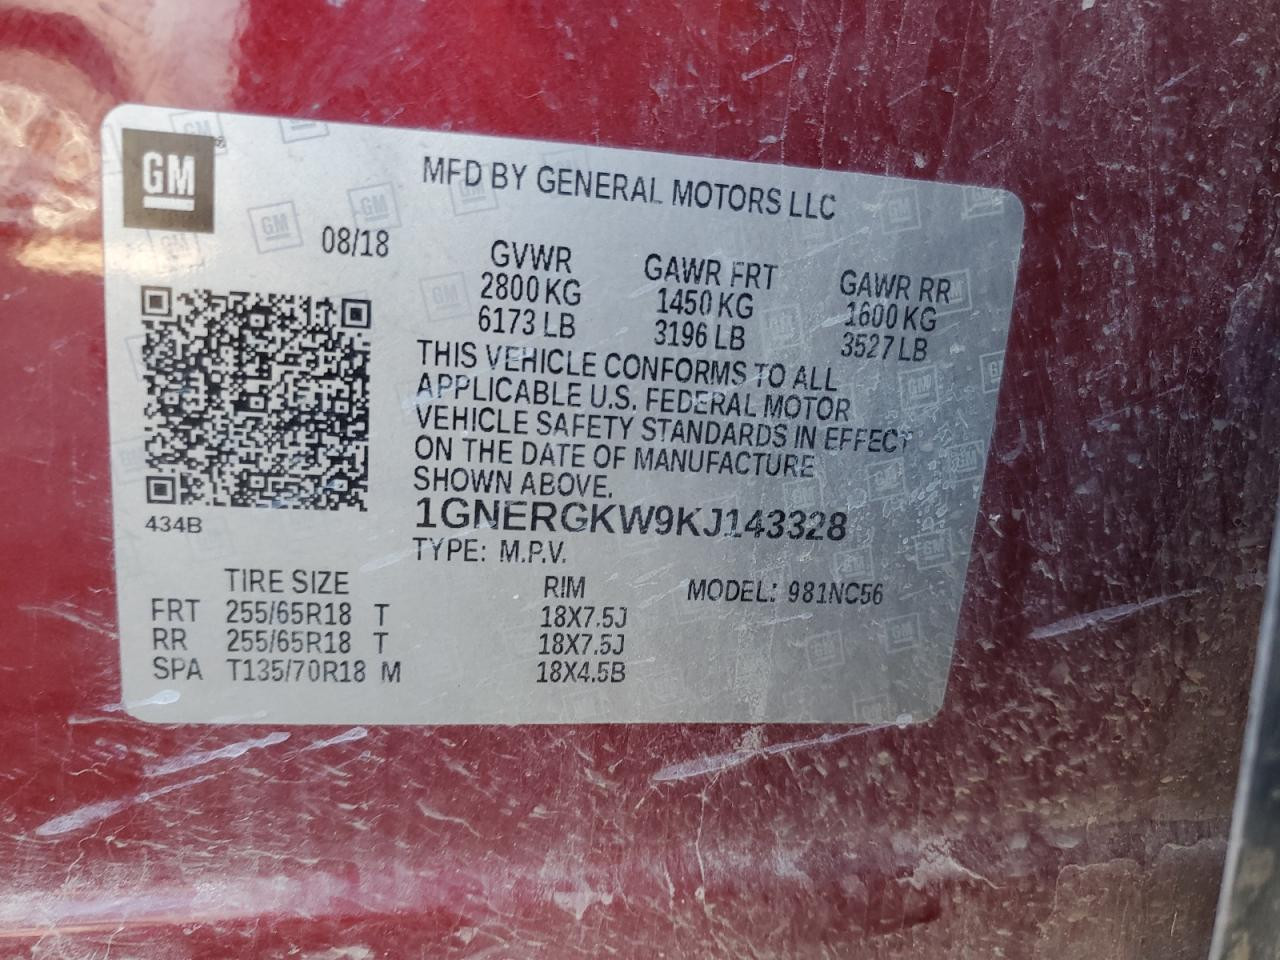 GM
MFD BY GENERAL MOTORS LLC
08/18
GVWR GAWR FRT GAWR RR
2800 KG 1450 KG 1600 KG
6173 LB 3196 LB 3527 LB
THIS VEHICLE CONFORMS TO ALL
APPLICABLE U.S. FEDERAL MOTOR
VEHICLE SAFETY STANDARDS IN EFFECT
ON THE DATE OF MANUFACTURE
SHOWN ABOVE.
434B
1GNERGKW9KJ143328
TYPE: M.P.V.
TIRE SIZE RIM MODEL: 981NC56
FRT 255/65R18 T 18X7.5J
RR 255/65R18 T 18X7.5J
SPA T135/70R18 M 18X4.5B